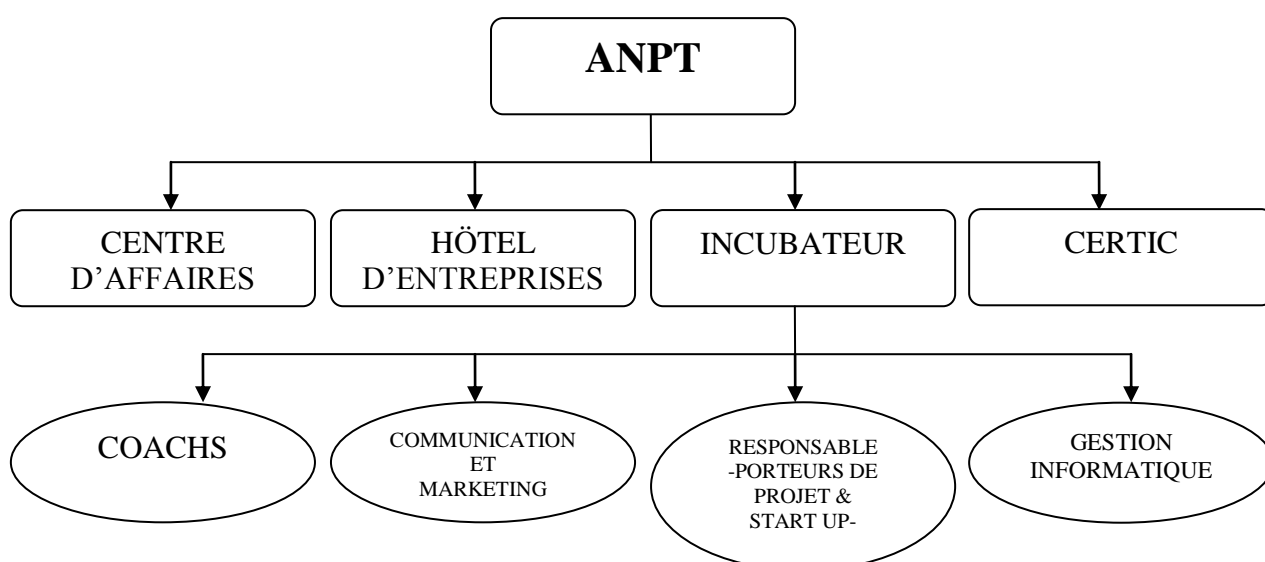 ANPT
CENTRE
D’AFFAIRES
HÖTEL
D’ENTREPRISES
INCUBATEUR
CERTIC
COACHS
COMMUNICATION
ET
MARKETING
RESPONSABLE
-PORTEURS DE
PROJET &
START UP-
GESTION
INFORMATIQUE